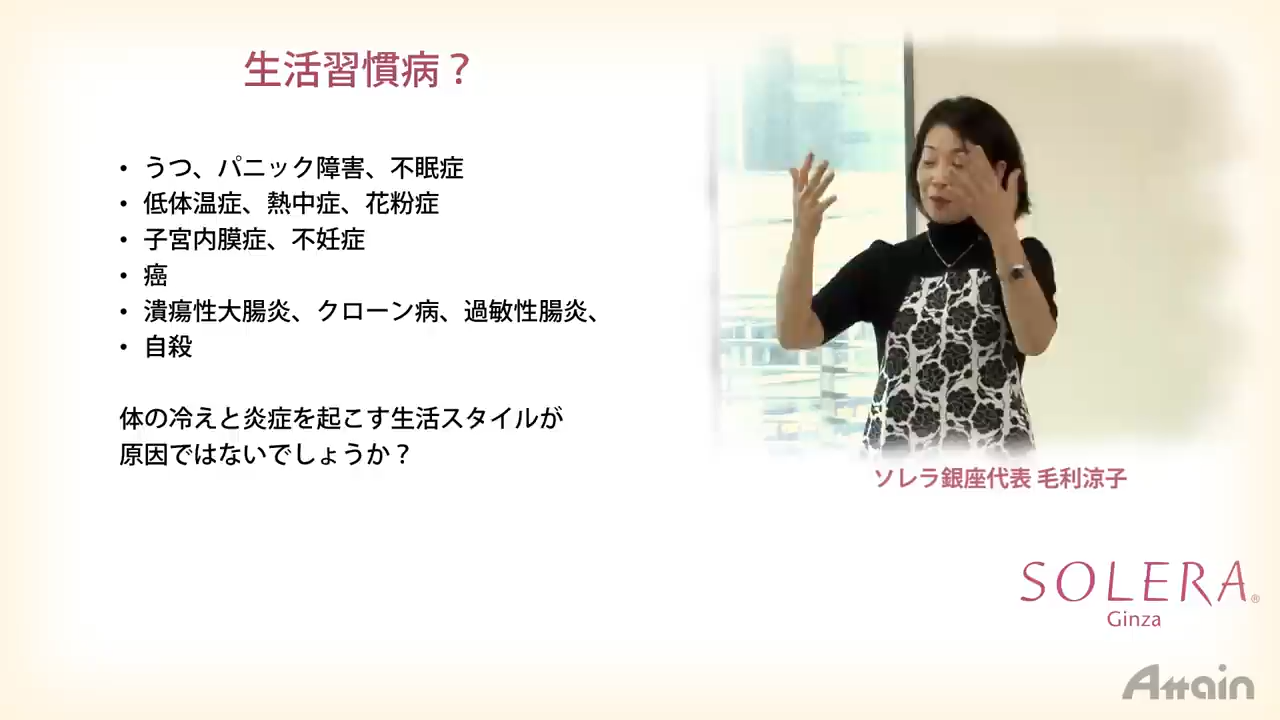 生活習慣病？
• うつ、パニック障害、不眠症
• 低体温症、熱中症、花粉症
• 子宮内膜症、不妊症
• 癌
• 潰瘍性大腸炎、クローン病、過敏性腸炎、
• 自殺
体の冷えと炎症を起こす生活スタイルが
原因ではないでしょうか？
ソレラ銀座代表 毛利涼子
SOLERA®
Ginza
Attain